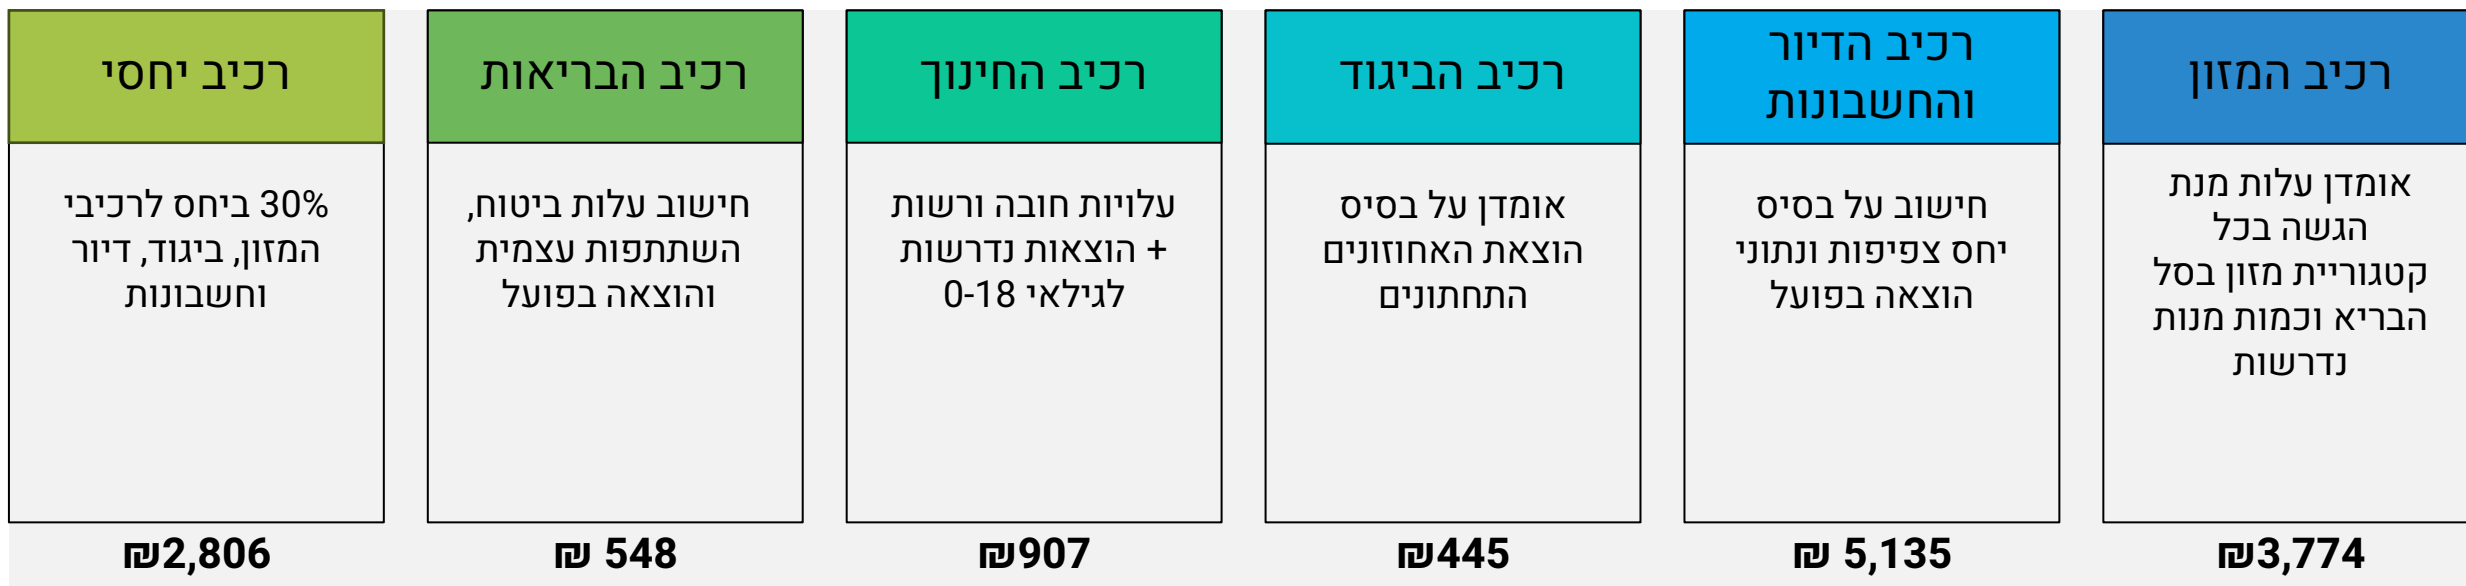 רכיב המזון
אומדן עלות מנת
הגשה בכל
קטגוריית מזון בסל
הבריא וכמות מנות
נדרשות
₪3,774
רכיב הדיור
והחשבונות
חישוב על בסיס
יחס צפיפות ונתוני
הוצאה בפועל
₪ 5,135
רכיב הביגוד
אומדן על בסיס
הוצאת האחוזונים
התחתונים
₪445
רכיב החינוך
עלויות חובה ורשות
+ הוצאות נדרשות
לגילאי 0-18
₪907
רכיב הבריאות
חישוב עלות ביטוח,
השתתפות עצמית
והוצאה בפועל
₪ 548
רכיב יחסי
30% ביחס לרכיבי
המזון, ביגוד, דיור
וחשבונות
₪2,806